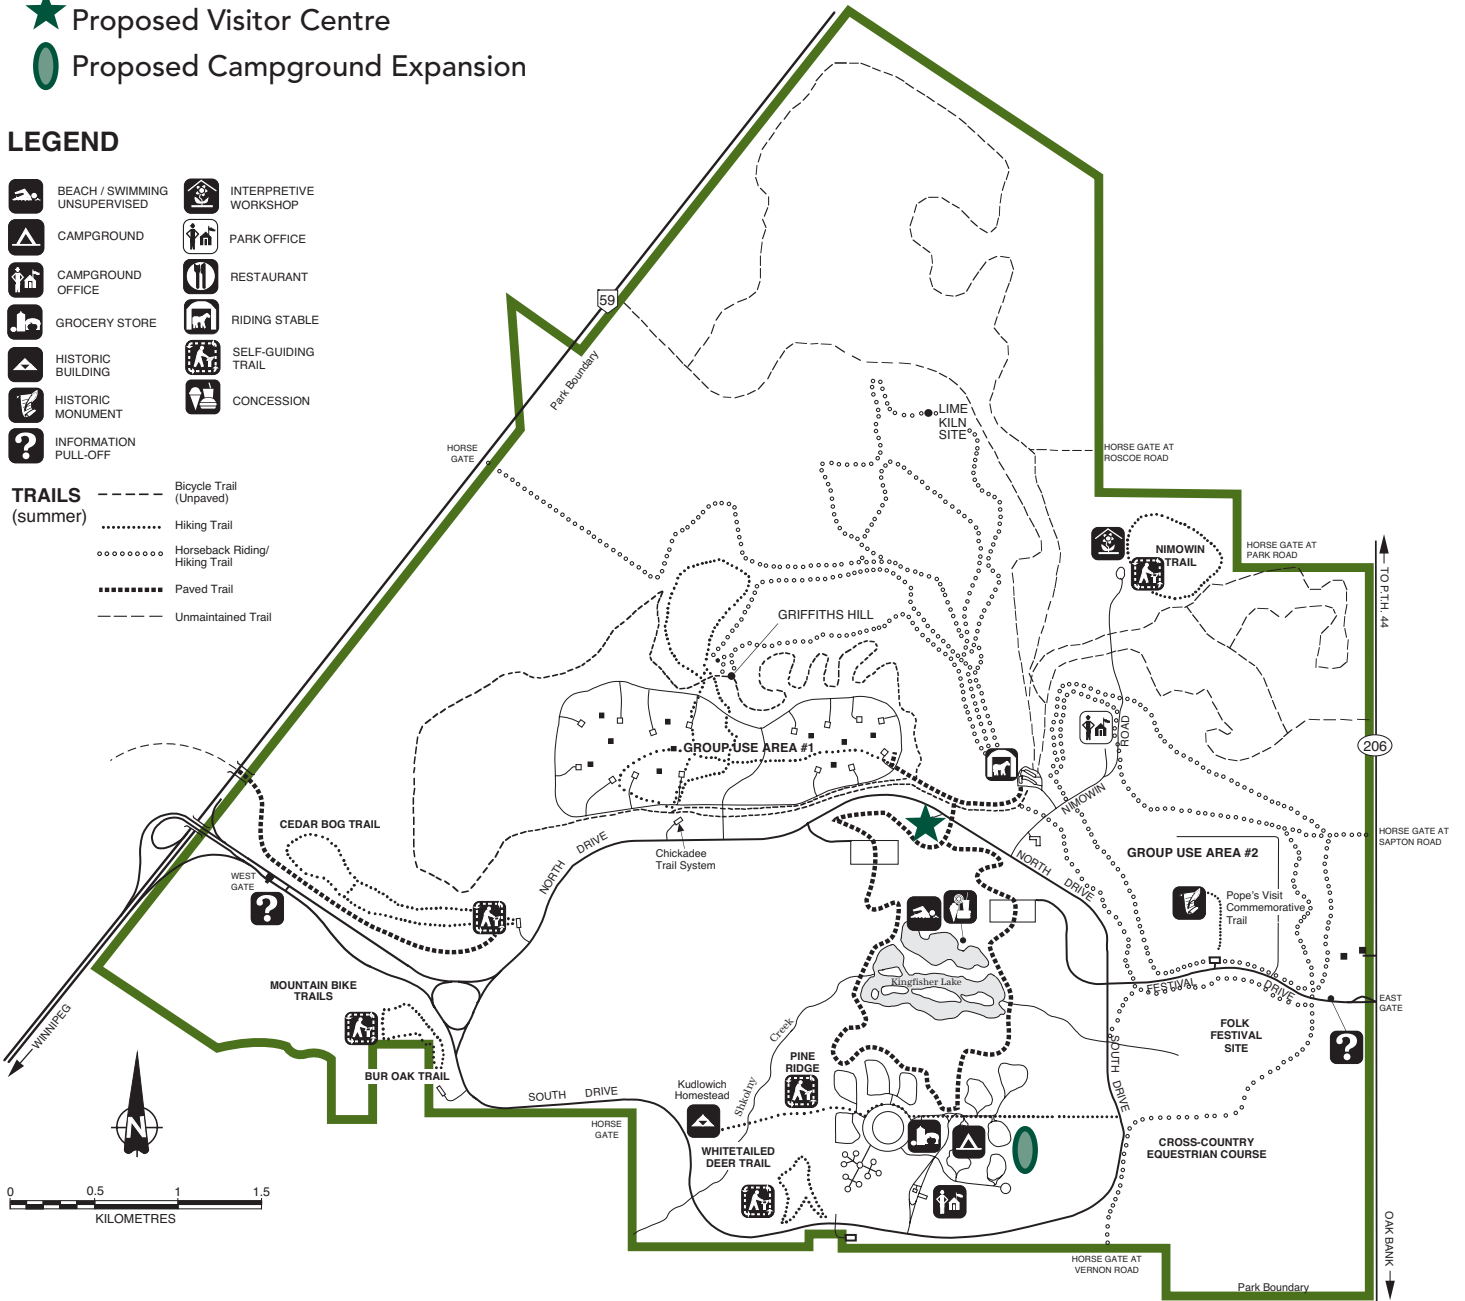 Proposed Visitor Centre
Proposed Campground Expansion
LEGEND
BEACH / SWIMMING
UNSUPERVISED
CAMPGROUND
CAMPGROUND
OFFICE
GROCERY STORE
HISTORIC
BUILDING
HISTORIC
MONUMENT
?
INFORMATION
PULL-OFF
INTERPRETIVE
WORKSHOP
PARK OFFICE
RESTAURANT
RIDING STABLE
SELF-GUIDING
TRAIL
CONCESSION
TRAILS
(summer)
Bicycle Trail
(Unpaved)
Hiking Trail
Horseback Riding/
Hiking Trail
Paved Trail
Unmaintained Trail
59
Park Boundary
HORSE
GATE
LIME
KILN
SITE
HORSE GATE AT
ROSCOE ROAD
NIMOWIN
TRAIL
HORSE GATE AT
PARK ROAD
TO P.T.H. 44
GRIFFITHS HILL
GROUP USE AREA #1
ROAD
NIMOWIN
206
CEDAR BOG TRAIL
NORTH DRIVE
Chickadee
Trail System
NORTH DRIVE
GROUP USE AREA #2
HORSE GATE AT
SAPTON ROAD
WEST
GATE
?
Pope's Visit
Commemorative
Trail
MOUNTAIN BIKE
TRAILS
Kingfisher Lake
FESTIVAL DRIVE
EAST
GATE
WINNIPEG
Creek
Shkolny
FOLK
FESTIVAL
SITE
?
BUR OAK TRAIL
PINE
RIDGE
SOUTH DRIVE
SOUTH DRIVE
Kudlowich
Homestead
HORSE
GATE
N
WHITETAILED
DEER TRAIL
CROSS-COUNTRY
EQUESTRIAN COURSE
0 0.5 1 1.5
KILOMETRES
HORSE GATE AT
VERNON ROAD
OAK BANK
Park Boundary